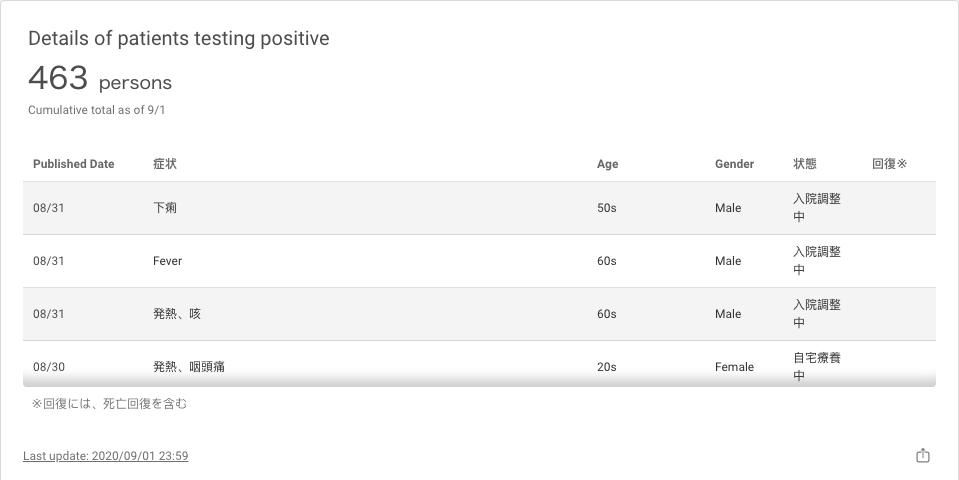 Details of patients testing positive
463 persons
Cumulative total as of 9/1
Published Date 症状 Age Gender 状態 回復※
08/31 下痢 50s Male 入院調整
中
08/31 Fever 60s Male 入院調整
中
08/31 発熱、咳 60s Male 入院調整
中
08/30 発熱、咽頭痛 20s Female 自宅療養
中
※回復には、死亡回復を含む
Last update: 2020/09/01 23:59